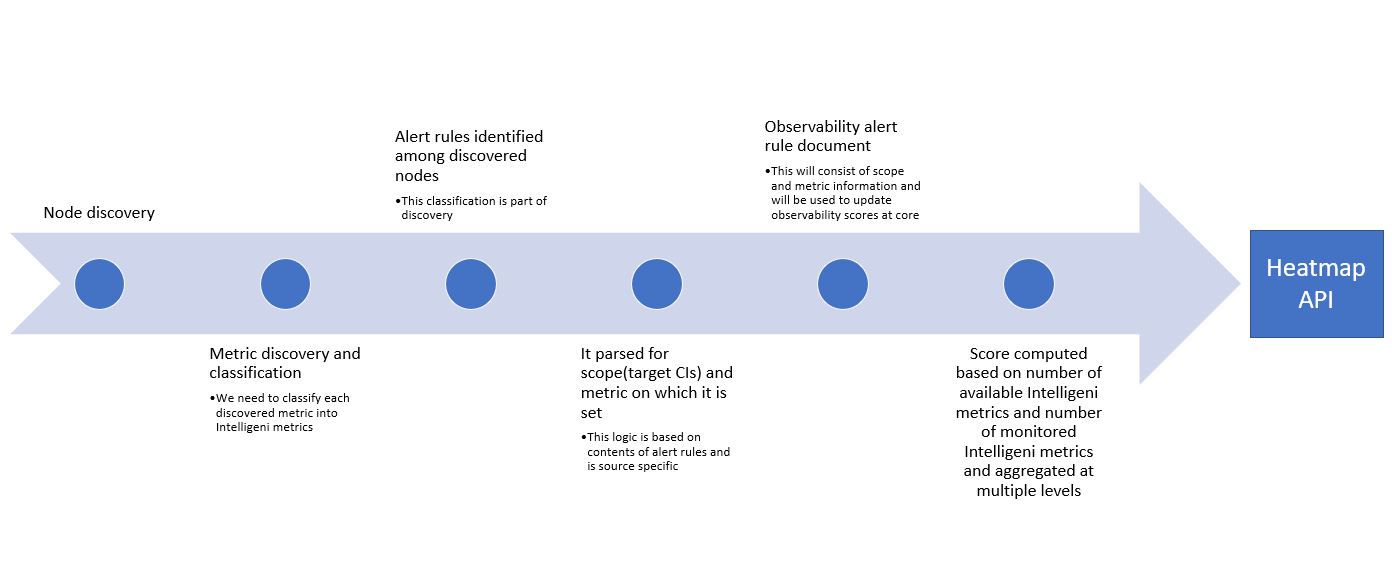 Node discovery
Metric discovery and
classification
•We need to classify each
discovered metric into
Intelligeni metrics
Alert rules identified
among discovered
nodes
•This classification is part of
discovery
It parsed for
scope(target CIs) and
metric on which it is
set
•This logic is based on
contents of alert rules and
is source specific
Observability alert
rule document
•This will consist of scope
and metric information and
will be used to update
observability scores at core
Score computed
based on number of
available Intelligeni
metrics and number
of monitored
Intelligeni metrics
and aggregated at
multiple levels
Heatmap
API